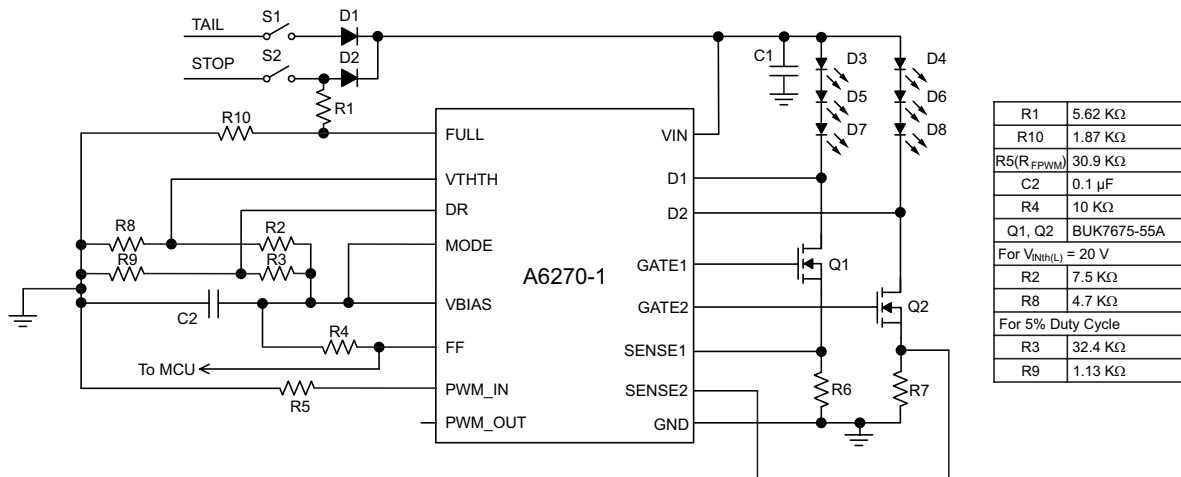 TAIL
S1
D1
STOP
S2
D2
R1
R10
C1
D3
D4
D5
D6
D7
D8
FULL
VIN
VTHTH
D1
DR
D2
R8
R2
MODE
R9
R3
GATE1
Q1
A6270-1
C2
VBIAS
GATE2
Q2
R4
FF
SENSE1
To MCU
R5
PWM_IN
SENSE2
R6
R7
PWM_OUT
GND
R1 5.62 KΩ
R10 1.87 KΩ
R5(RFPWM) 30.9 KΩ
C2 0.1 µF
R4 10 KΩ
Q1, Q2 BUK7675-55A
For VINth(L) = 20 V
R2 7.5 KΩ
R8 4.7 KΩ
For 5% Duty Cycle
R3 32.4 KΩ
R9 1.13 KΩ